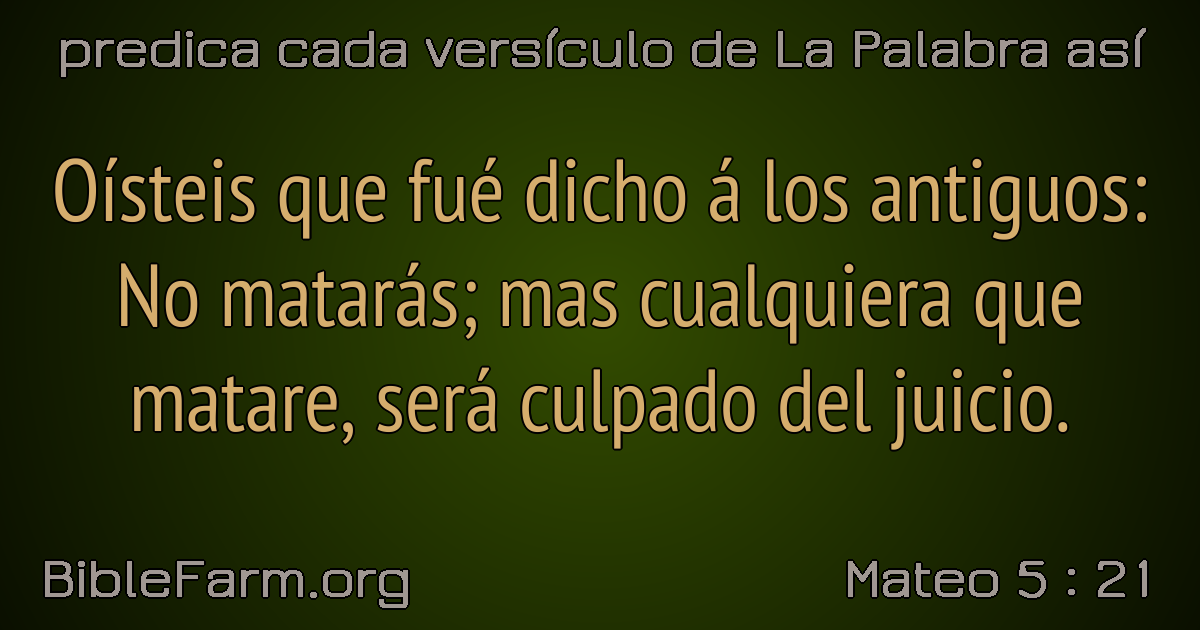 predica cada versículo de La Palabra así
Oísteis que fué dicho á los antiguos:
No matarás; mas cualquiera que
matare, será culpado del juicio.
BibleFarm.org
Mateo 5 : 21